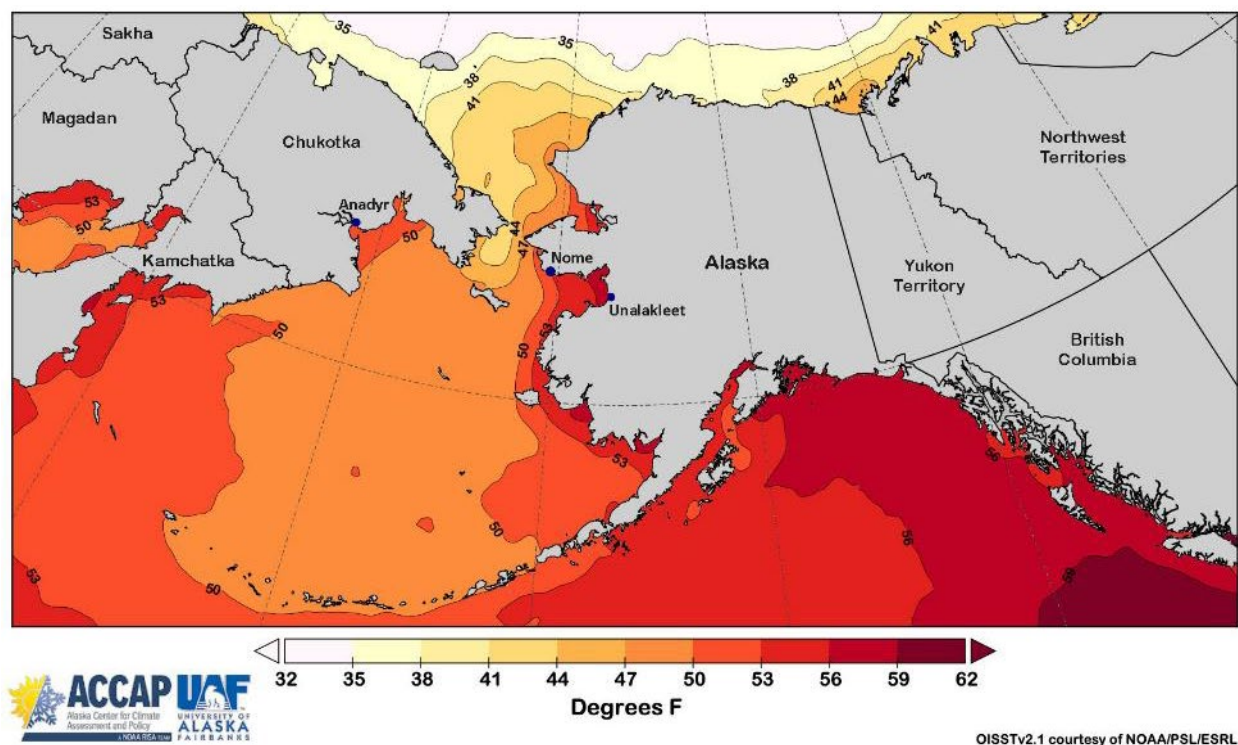 35
35
41
Sakha
38
38
41
44
41
Magadan
Chukotka
Northwest
Territories
53
50
Anadyr
50
44
47
Kamchatka
Nome
Alaska
Yukon
Territory
53
Unalakleet
50
50
53
British
Columbia
53
56
50
56
53
50
59
32 35 38 41 44 47 50 53 56 59 62
Degrees F
ACCAP
Alaska Center for Climate
Assessment and Policy
A NOAA RISA TEAM
UAF
UNIVERSITY OF
ALASKA
FAIRBANKS
OISSTv2.1 courtesy of NOAA/PSL/ESRL